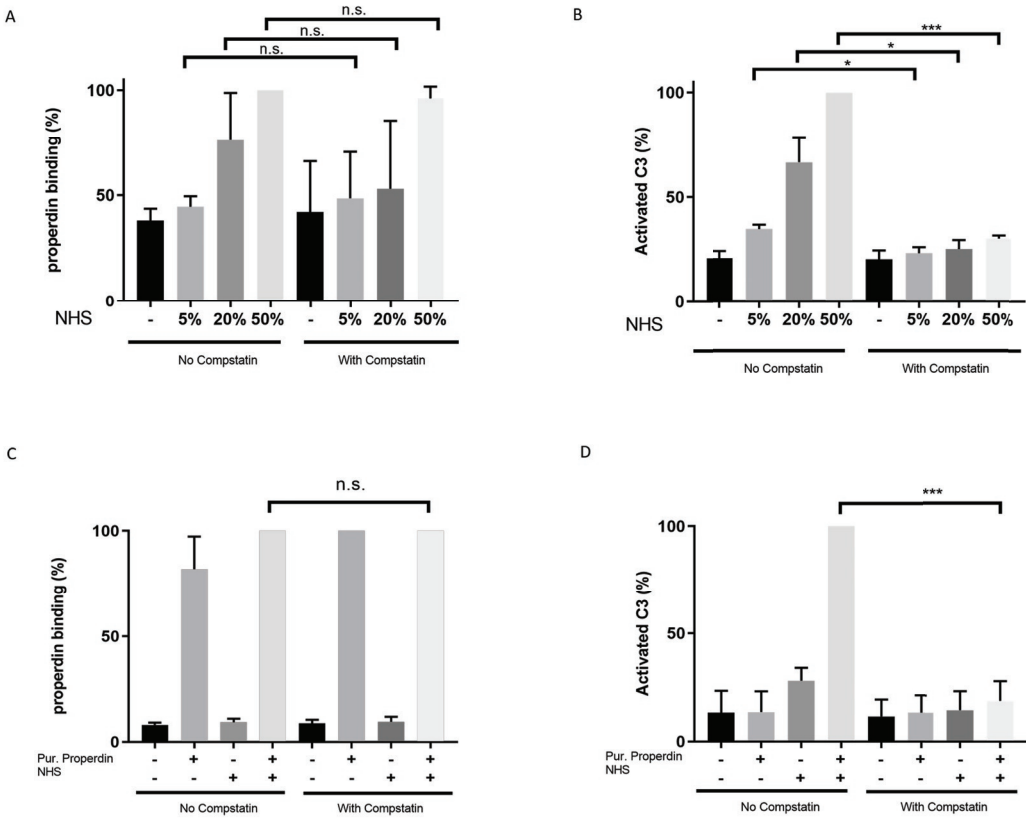 A
n.s.
n.s.
n.s.
properdin binding (%)
100
50
0
NHS - 5% 20% 50% - 5% 20% 50%
No Compstatin With Compstatin
B
***
*
*
Activated C3 (%)
100
50
0
NHS - 5% 20% 50% - 5% 20% 50%
No Compstatin With Compstatin
C
n.s.
properdin binding (%)
100
50
0
Pur. Properdin - + - + - + - +
NHS - - + + - - + +
No Compstatin With Compstatin
D
***
Activated C3 (%)
100
50
0
Pur. Properdin - + - + - + - +
NHS - - + + - - + +
No Compstatin With Compstatin